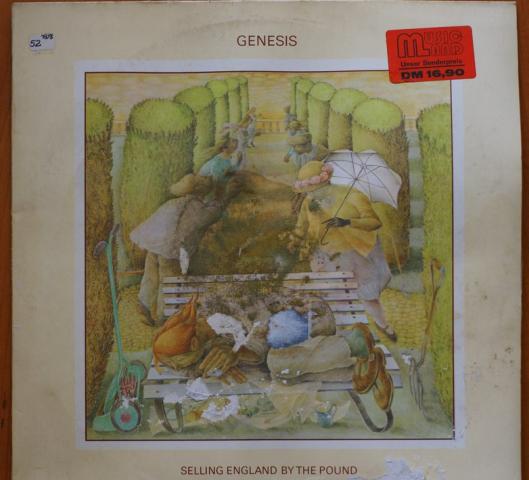 52
GENESIS
MUSIC
LAND
Unser Sonderpreis
DM 16,90
SELLING ENGLAND BY THE POUND